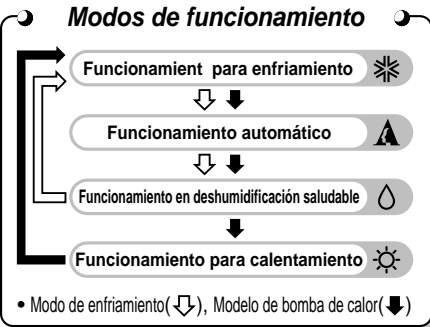 Modos de funcionamiento
Funcionamient para enfriamiento
Funcionamiento automático
Funcionamiento en deshumidificación saludable
Funcionamiento para calentamiento
• Modo de enfriamiento(⇩), Modelo de bomba de calor(⬇)